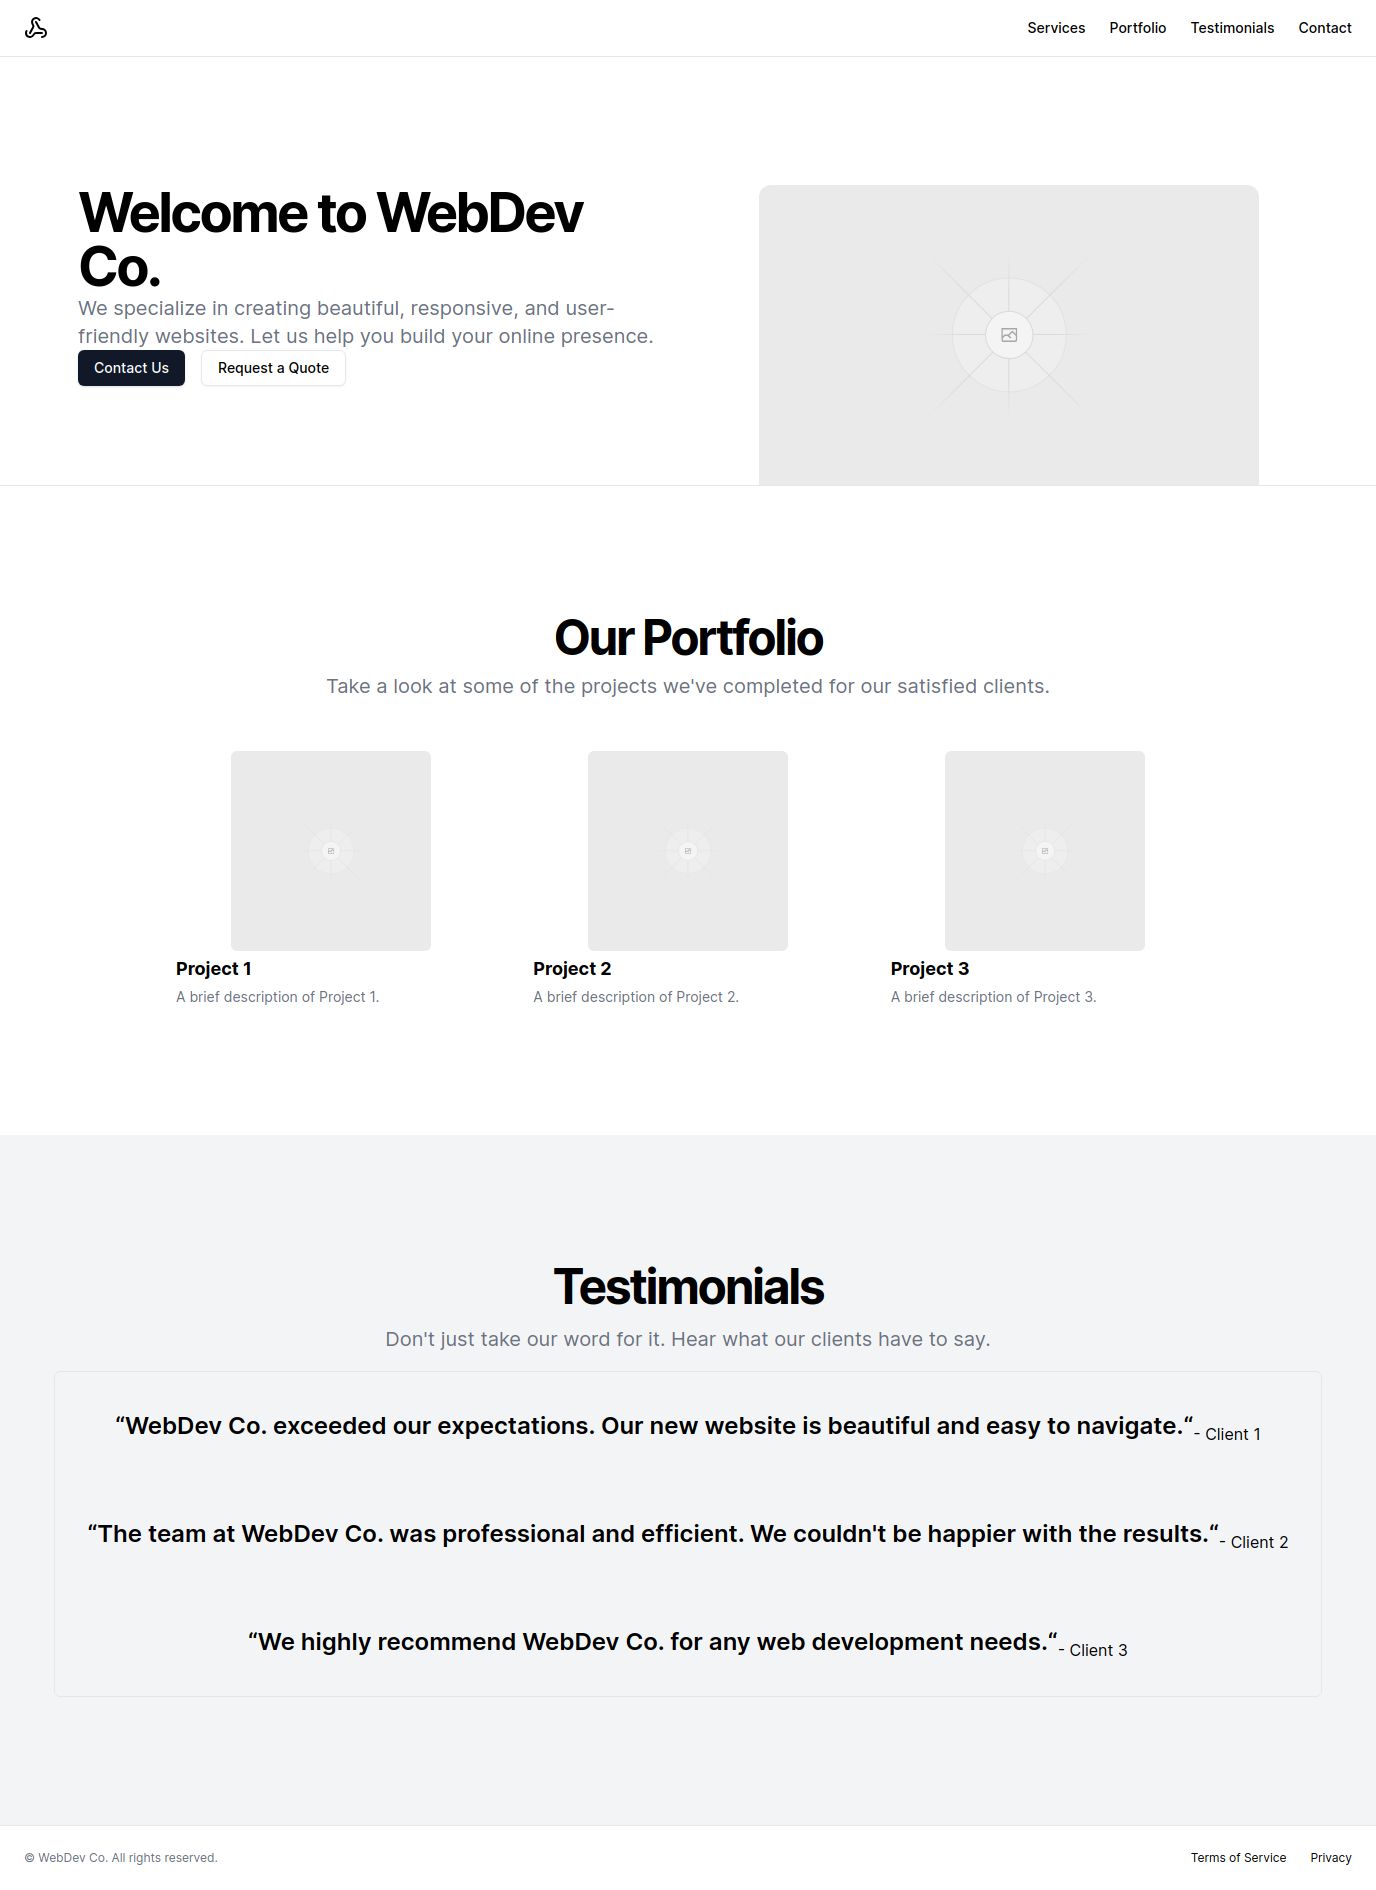 Services Portfolio Testimonials Contact
Welcome to WebDev
Co.
We specialize in creating beautiful, responsive, and user-
friendly websites. Let us help you build your online presence.
Contact Us Request a Quote
Our Portfolio
Take a look at some of the projects we've completed for our satisfied clients.
Project 1
A brief description of Project 1.
Project 2
A brief description of Project 2.
Project 3
A brief description of Project 3.
Testimonials
Don't just take our word for it. Hear what our clients have to say.
“WebDev Co. exceeded our expectations. Our new website is beautiful and easy to navigate.“- Client 1
“The team at WebDev Co. was professional and efficient. We couldn't be happier with the results.“- Client 2
“We highly recommend WebDev Co. for any web development needs.“- Client 3
© WebDev Co. All rights reserved. Terms of Service Privacy